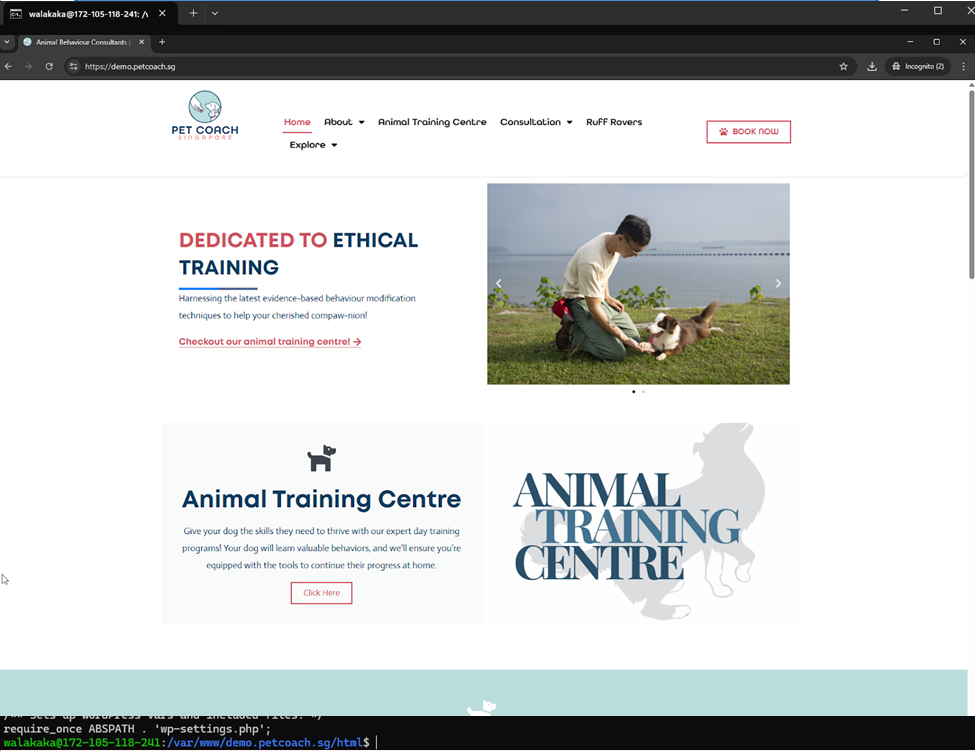 walakaka@172-105-118-241: /v
Animal Behaviour Consultants |
https://demo.petcoach.sg
Incognito (2)
PET COACH
SINGAPORE
Home
About
Animal Training Centre
Consultation
Ruff Rovers
Explore
BOOK NOW
DEDICATED TO ETHICAL
TRAINING
Harnessing the latest evidence-based behaviour modification
techniques to help your cherished compaw-nion!
Checkout our animal training centre! →
Animal Training Centre
Give your dog the skills they need to thrive with our expert day training
programs! Your dog will learn valuable behaviors, and we'll ensure you're
equipped with the tools to continue their progress at home.
Click Here
ANIMAL
TRAINING
CENTRE
/** Sets up WordPress vars and included files. */
require_once ABSPATH . 'wp-settings.php';
walakaka@172-105-118-241:/var/www/demo.petcoach.sg/html$